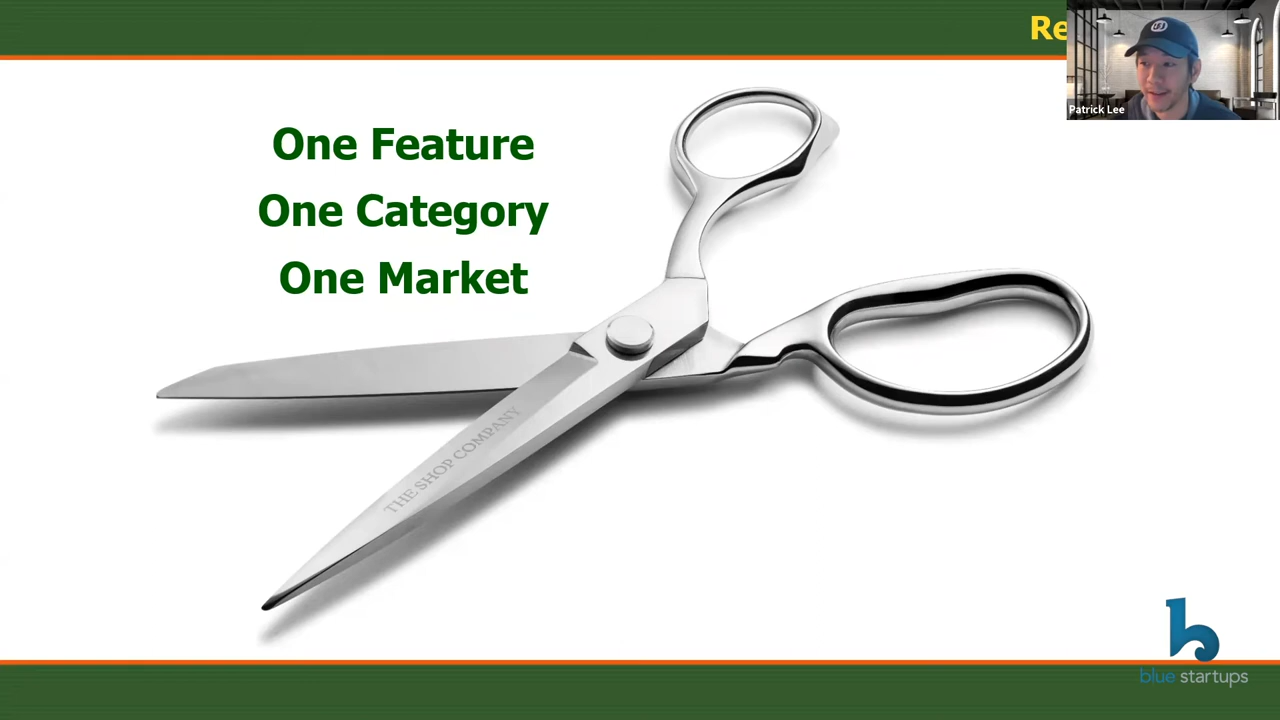 Re
Patrick Lee
One Feature
One Category
One Market
THE SHOP COMPANY
blue startups